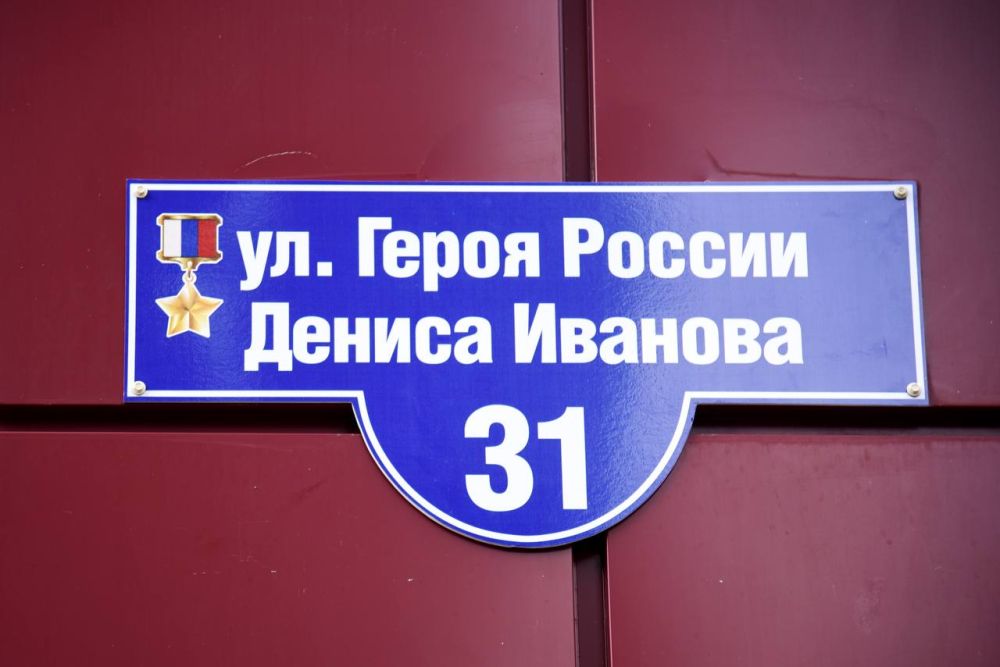 ул. Героя России
Дениса Иванова
31